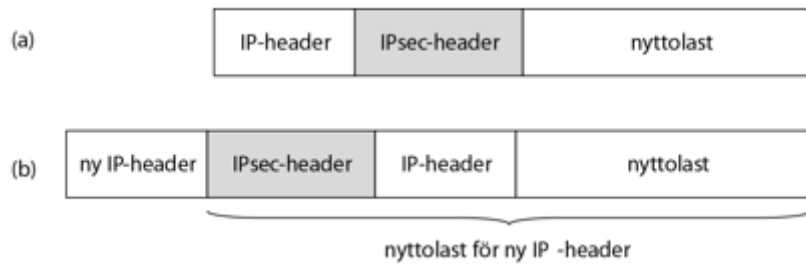 (a) IP-header IPsec-header nyttolast
(b) ny IP-header IPsec-header IP-header nyttolast
nyttolast för ny IP -header